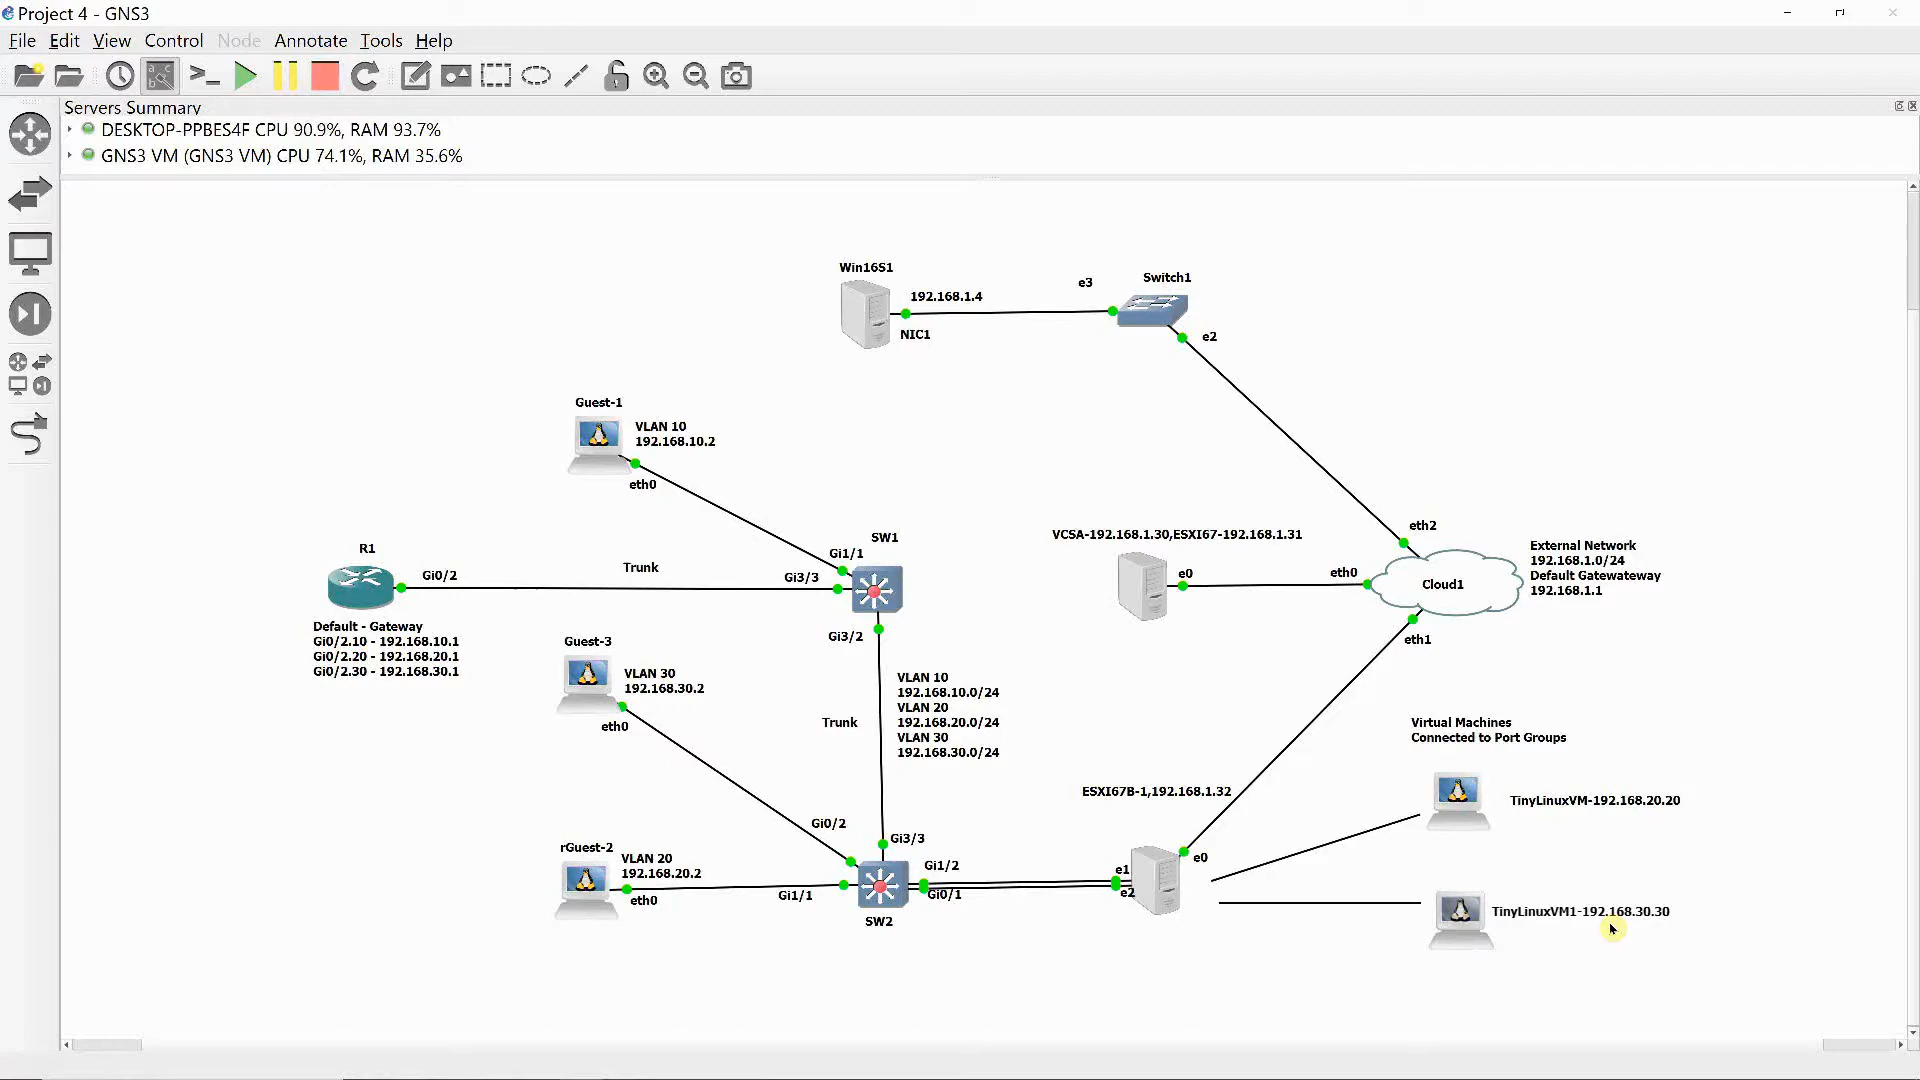 Project 4 - GNS3
File Edit View Control Node Annotate Tools Help
Servers Summary
DESKTOP-PPBES4F CPU 90.9%, RAM 93.7%
GNS3 VM (GNS3 VM) CPU 74.1%, RAM 35.6%
Win16S1
192.168.1.4
NIC1
e3
Switch1
e2
Guest-1
VLAN 10
192.168.10.2
eth0
SW1
Gi1/1
Gi3/3
Gi3/2
R1
Gi0/2
Trunk
Default - Gateway
Gi0/2.10 - 192.168.10.1
Gi0/2.20 - 192.168.20.1
Gi0/2.30 - 192.168.30.1
VCSA-192.168.1.30,ESXI67-192.168.1.31
e0
eth0
eth2
Cloud1
eth1
External Network
192.168.1.0/24
Default Gatewateway
192.168.1.1
Guest-3
VLAN 30
192.168.30.2
eth0
Trunk
VLAN 10
192.168.10.0/24
VLAN 20
192.168.20.0/24
VLAN 30
192.168.30.0/24
Virtual Machines
Connected to Port Groups
ESXI67B-1,192.168.1.32
TinyLinuxVM-192.168.20.20
Gi0/2
Gi3/3
rGuest-2
VLAN 20
192.168.20.2
eth0
Gi1/1
Gi1/2
Gi0/1
SW2
e1
e2
e0
TinyLinuxVM1-192.168.30.30